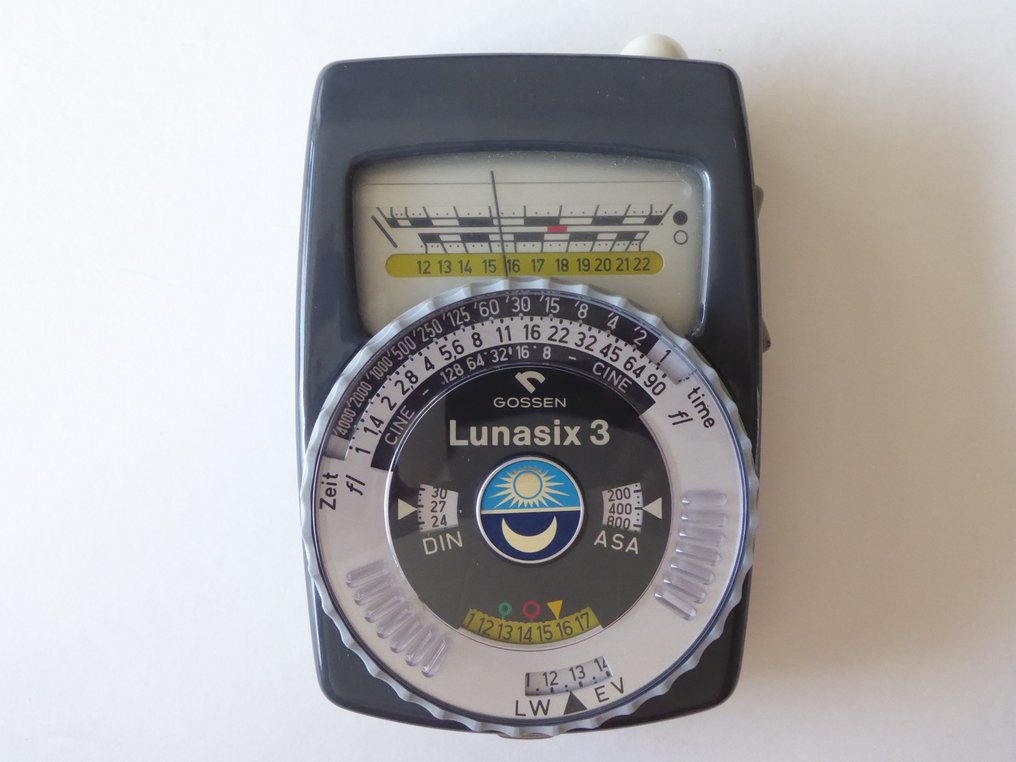 12 13 14 15 16 17 18 19 20 21 22
4000 2000 '1000 '500 '250 '125 '60 '30 '15 '8 '4 '2 1
1 1.4 2 2.8 4 5,6 8 11 16 22 32 45 64 90
CINE - 128 64 '32' '16 '8 - CINE
Zeit f/
time f/
GOSSEN
Lunasix 3
30 200
27 400
24 800
DIN ASA
12 13 14 15 16 17
12 13 14
LW EV